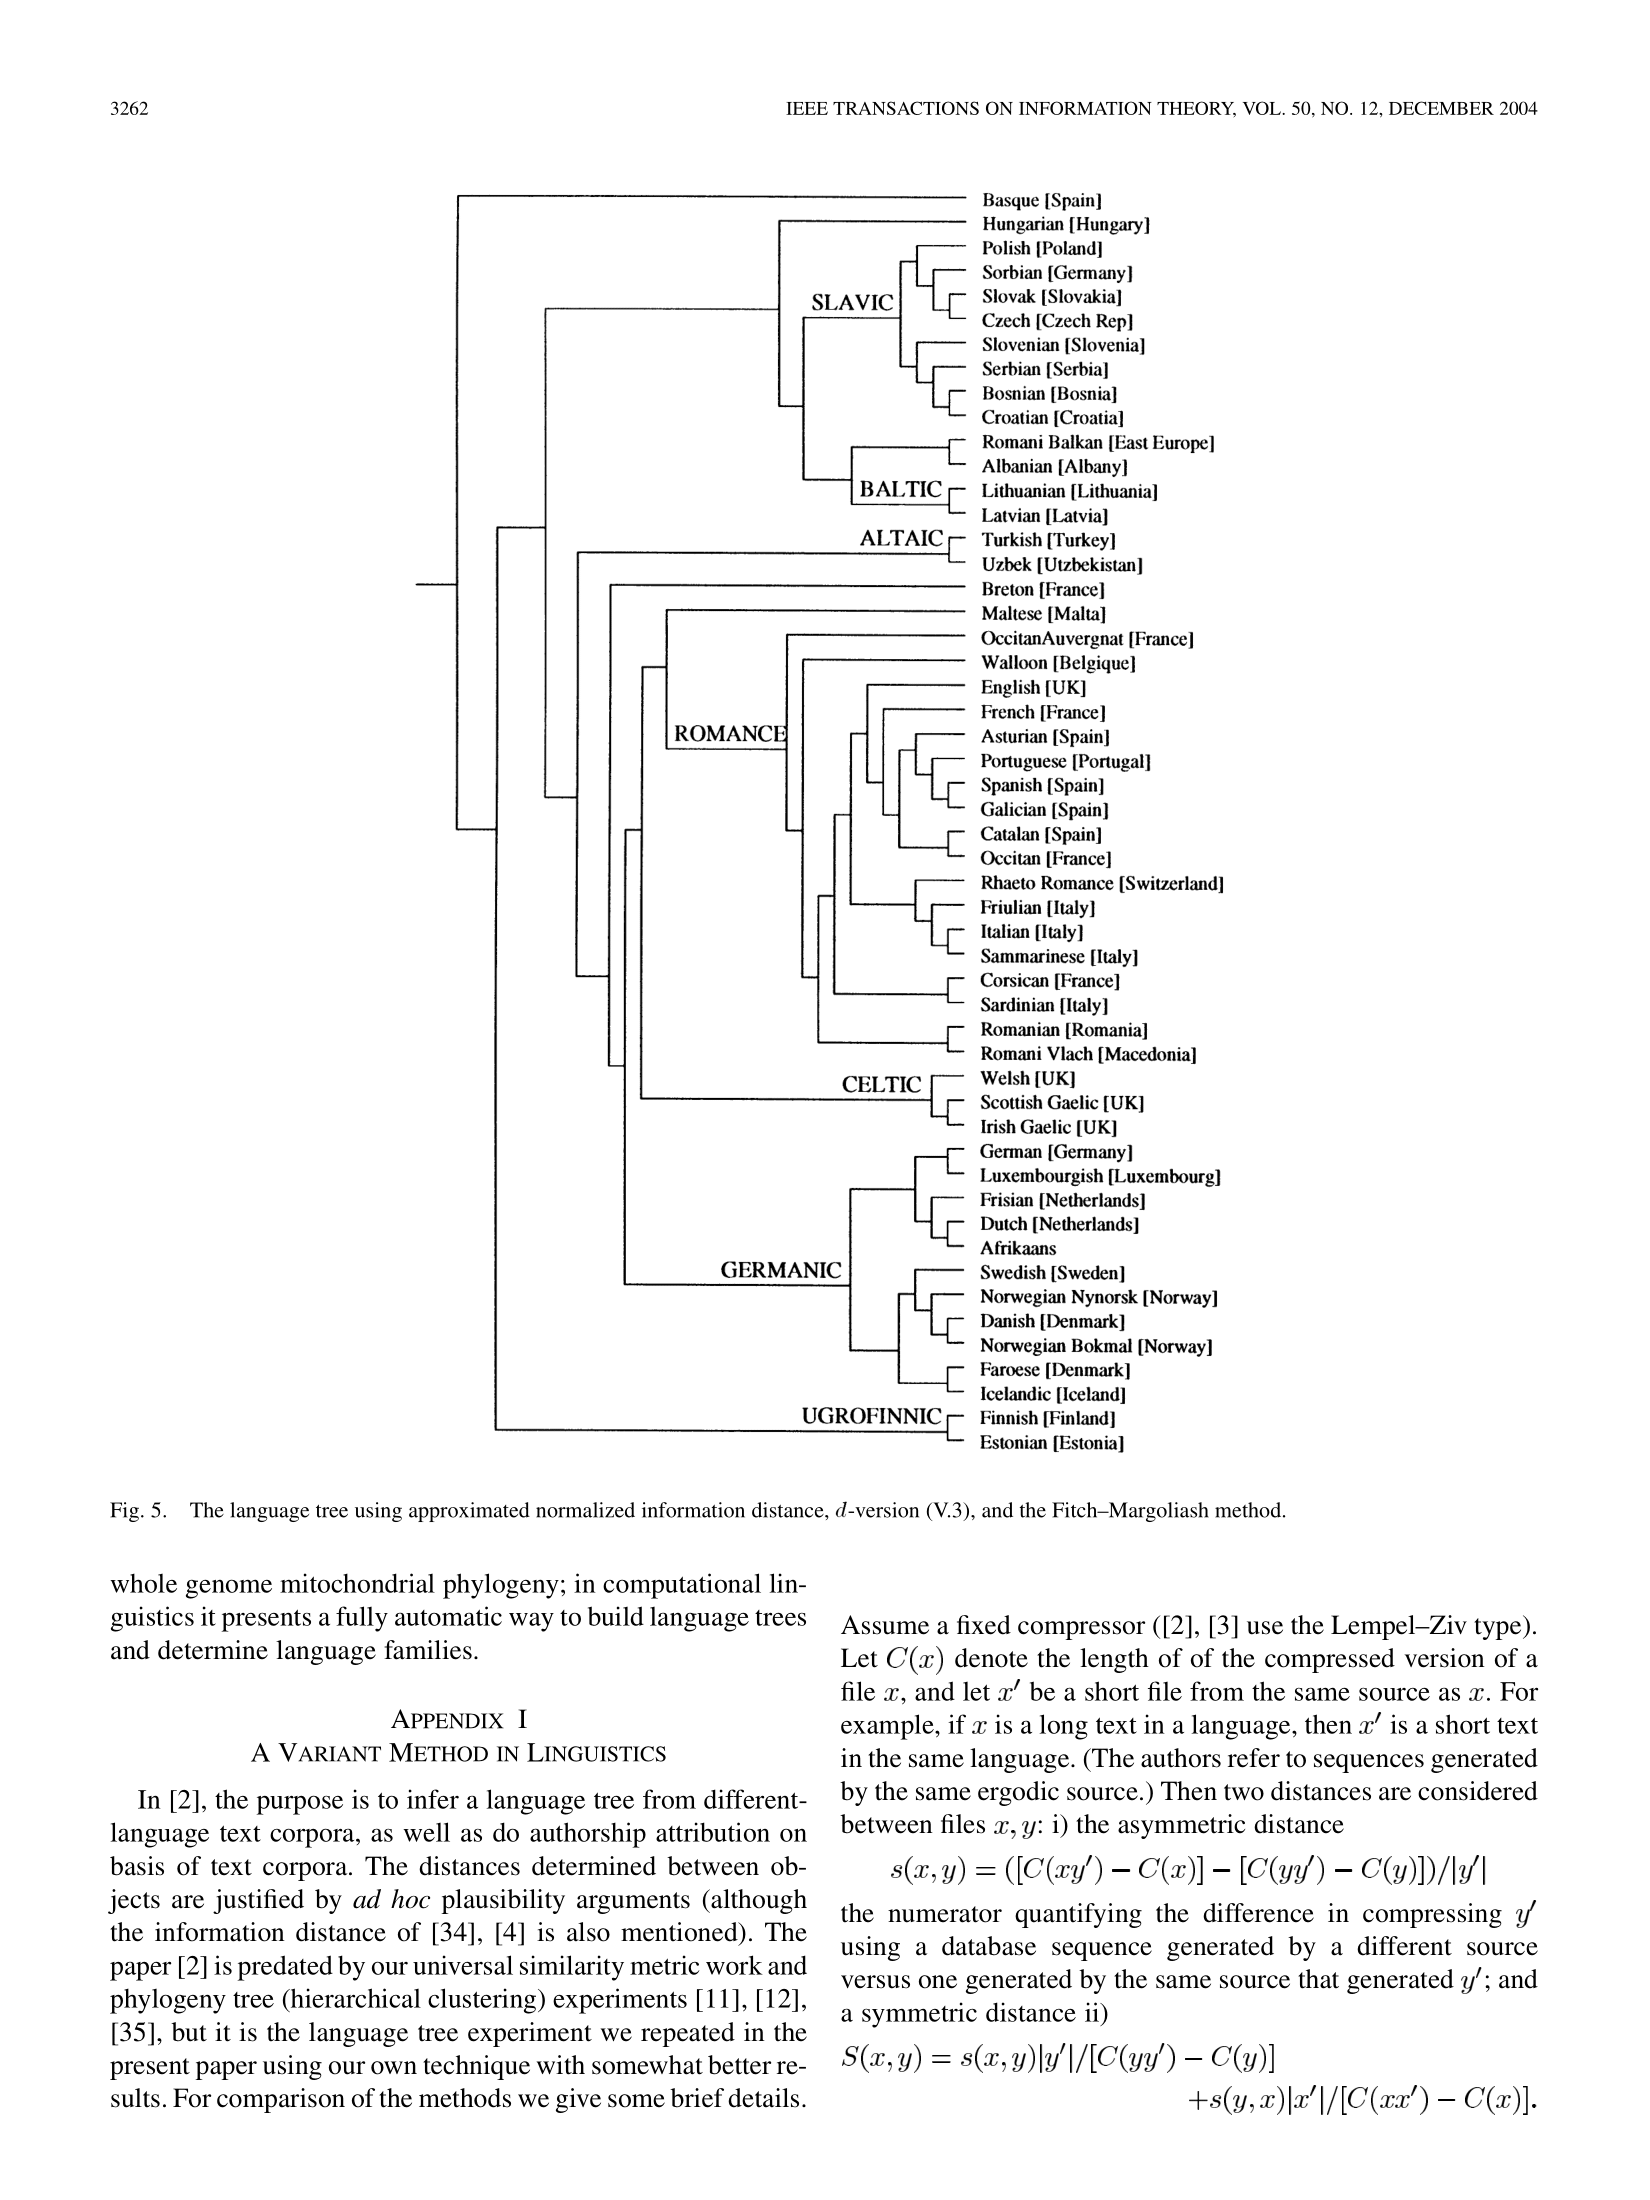 3262
IEEE TRANSACTIONS ON INFORMATION THEORY, VOL. 50, NO. 12, DECEMBER 2004
Basque [Spain]
Hungarian [Hungary]
Polish [Poland]
Sorbian [Germany]
SLAVIC
Slovak [Slovakia]
Czech [Czech Rep]
Slovenian [Slovenia]
Serbian [Serbia]
Bosnian [Bosnia]
Croatian [Croatia]
Romani Balkan [East Europe]
Albanian [Albany]
BALTIC
Lithuanian [Lithuania]
Latvian [Latvia]
ALTAIC
Turkish [Turkey]
Uzbek [Utzbekistan]
Breton [France]
Maltese [Malta]
OccitanAuvergnat [France]
Walloon [Belgique]
English [UK]
French [France]
ROMANCE
Asturian [Spain]
Portuguese [Portugal]
Spanish [Spain]
Galician [Spain]
Catalan [Spain]
Occitan [France]
Rhaeto Romance [Switzerland]
Friulian [Italy]
Italian [Italy]
Sammarinese [Italy]
Corsican [France]
Sardinian [Italy]
Romanian [Romania]
Romani Vlach [Macedonia]
CELTIC
Welsh [UK]
Scottish Gaelic [UK]
Irish Gaelic [UK]
German [Germany]
Luxembourgish [Luxembourg]
Frisian [Netherlands]
Dutch [Netherlands]
Afrikaans
GERMANIC
Swedish [Sweden]
Norwegian Nynorsk [Norway]
Danish [Denmark]
Norwegian Bokmal [Norway]
Faroese [Denmark]
Icelandic [Iceland]
UGROFINNIC
Finnish [Finland]
Estonian [Estonia]
Fig. 5. The language tree using approximated normalized information distance, d-version (V.3), and the Fitch–Margoliash method.
whole genome mitochondrial phylogeny; in computational lin-
guistics it presents a fully automatic way to build language trees
and determine language families.
APPENDIX I
A VARIANT METHOD IN LINGUISTICS
In [2], the purpose is to infer a language tree from different-
language text corpora, as well as do authorship attribution on
basis of text corpora. The distances determined between ob-
jects are justified by ad hoc plausibility arguments (although
the information distance of [34], [4] is also mentioned). The
paper [2] is predated by our universal similarity metric work and
phylogeny tree (hierarchical clustering) experiments [11], [12],
[35], but it is the language tree experiment we repeated in the
present paper using our own technique with somewhat better re-
sults. For comparison of the methods we give some brief details.
Assume a fixed compressor ([2], [3] use the Lempel–Ziv type).
Let C(x) denote the length of of the compressed version of a
file x, and let x′ be a short file from the same source as x. For
example, if x is a long text in a language, then x′ is a short text
in the same language. (The authors refer to sequences generated
by the same ergodic source.) Then two distances are considered
between files x, y: i) the asymmetric distance
s(x, y) = ([C(xy′) − C(x)] − [C(yy′) − C(y)])/|y′|
the numerator quantifying the difference in compressing y′
using a database sequence generated by a different source
versus one generated by the same source that generated y′; and
a symmetric distance ii)
S(x, y) = s(x, y)|y′|/[C(yy′) − C(y)]
+s(y, x)|x′|/[C(xx′) − C(x)].